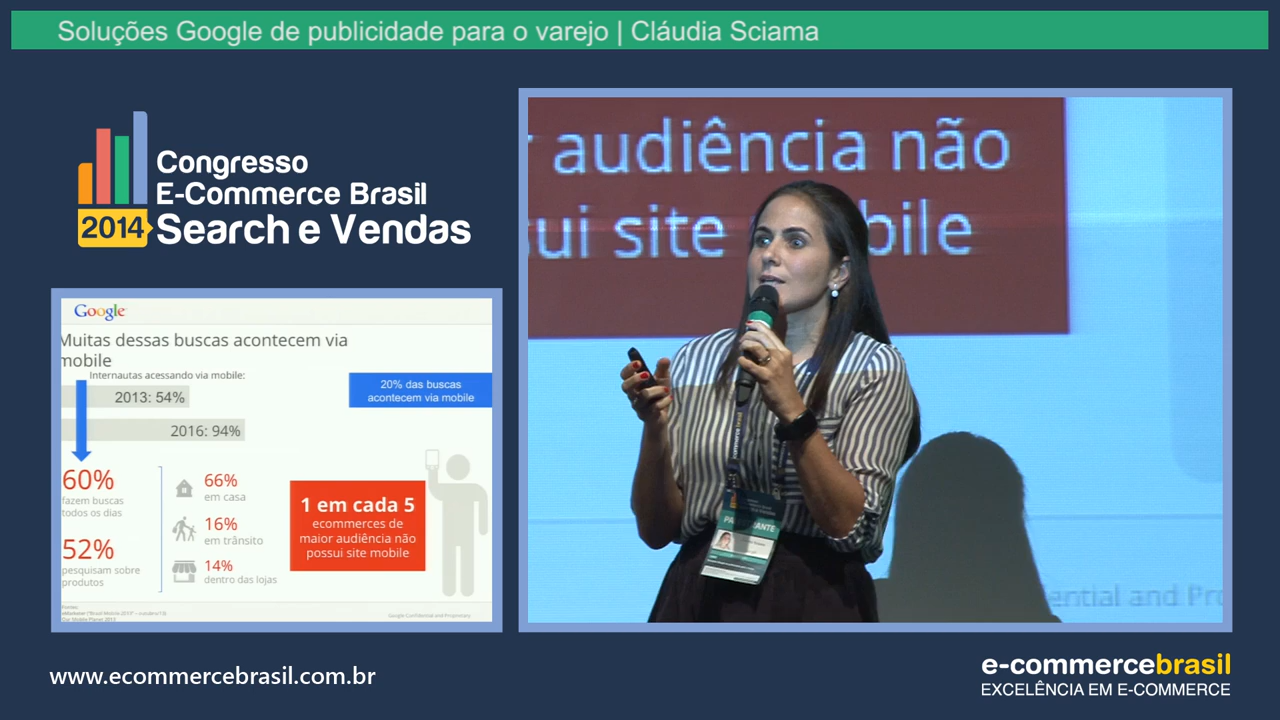 Soluções Google de publicidade para o varejo | Cláudia Sciama
Congresso
E-Commerce Brasil
2014 Search e Vendas
audiência não
ui site bile
Google
Muitas dessas buscas acontecem via
mobile
Internautas acessando via mobile:
2013: 54%
2016: 94%
20% das buscas
acontecem via mobile
60%
fazem buscas
todos os dias
52%
pesquisam sobre
produtos
66%
em casa
16%
em trânsito
14%
dentro das lojas
1 em cada 5
ecommerces de
maior audiência não
possui site mobile
Google Confidential and Proprietary
ential and Pro
www.ecommercebrasil.com.br
e-commercebrasil
EXCELÊNCIA EM E-COMMERCE